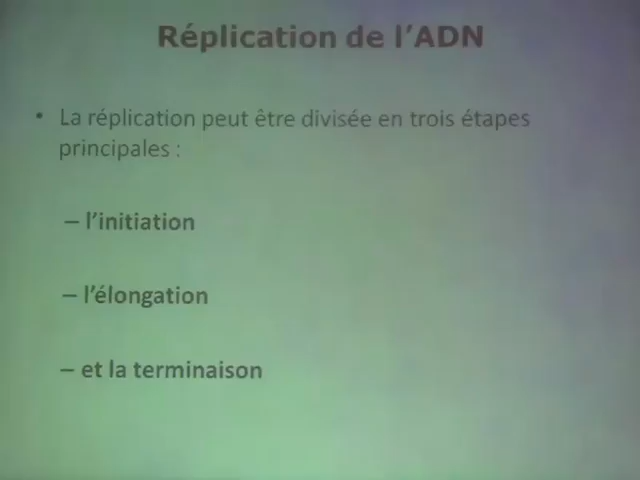 Réplication de l'ADN
• La réplication peut être divisée en trois étapes
principales :
– l'initiation
– l'élongation
– et la terminaison